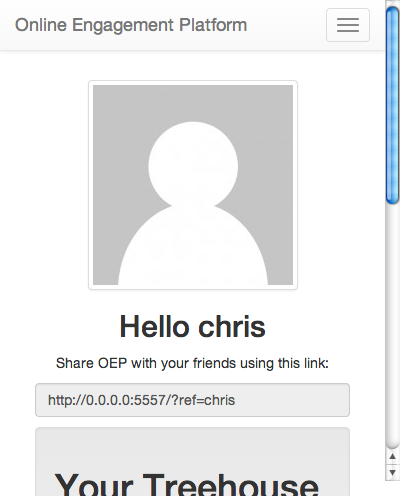 Online Engagement Platform
Hello chris
Share OEP with your friends using this link:
http://0.0.0.0:5557/?ref=chris
Your Treehouse